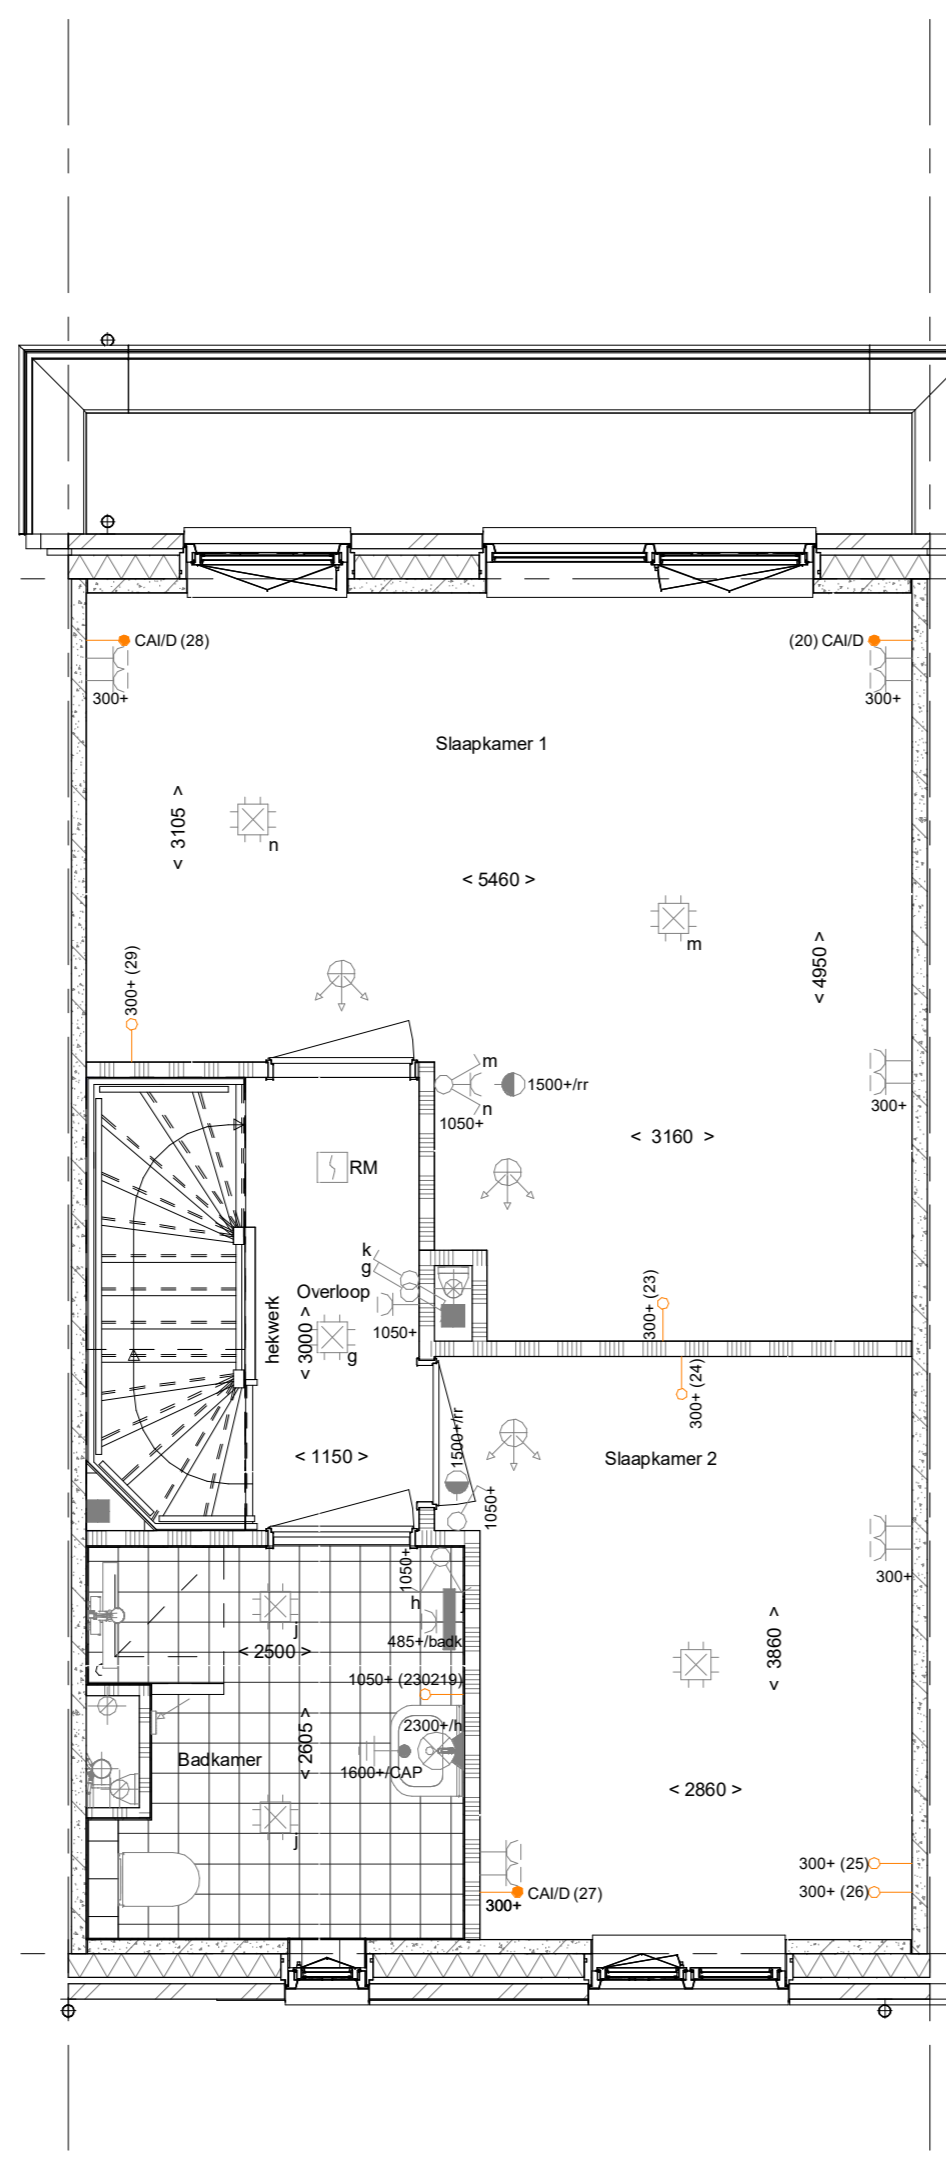 CAI/D (28)
(20) CAI/D
300+
300+
Slaapkamer 1
< 3105 >
n
< 5460 >
m
< 4950 >
300+ (29)
m
1500+/rr
n
1050+
300+
< 3160 >
RM
k
g
Overloop
hekwerk
< 3000 >
1050+
g
300+ (23)
300+ (24)
< 1150 >
1500+/rr
Slaapkamer 2
1050+
1050+
300+
h
j
485+/badk
< 2500 >
< 3860 >
1050+ (230219)
2300+/h
< 2605 >
Badkamer
1600+/CAP
< 2860 >
j
300+ (25)
300+ (26)
CAI/D (27)
300+